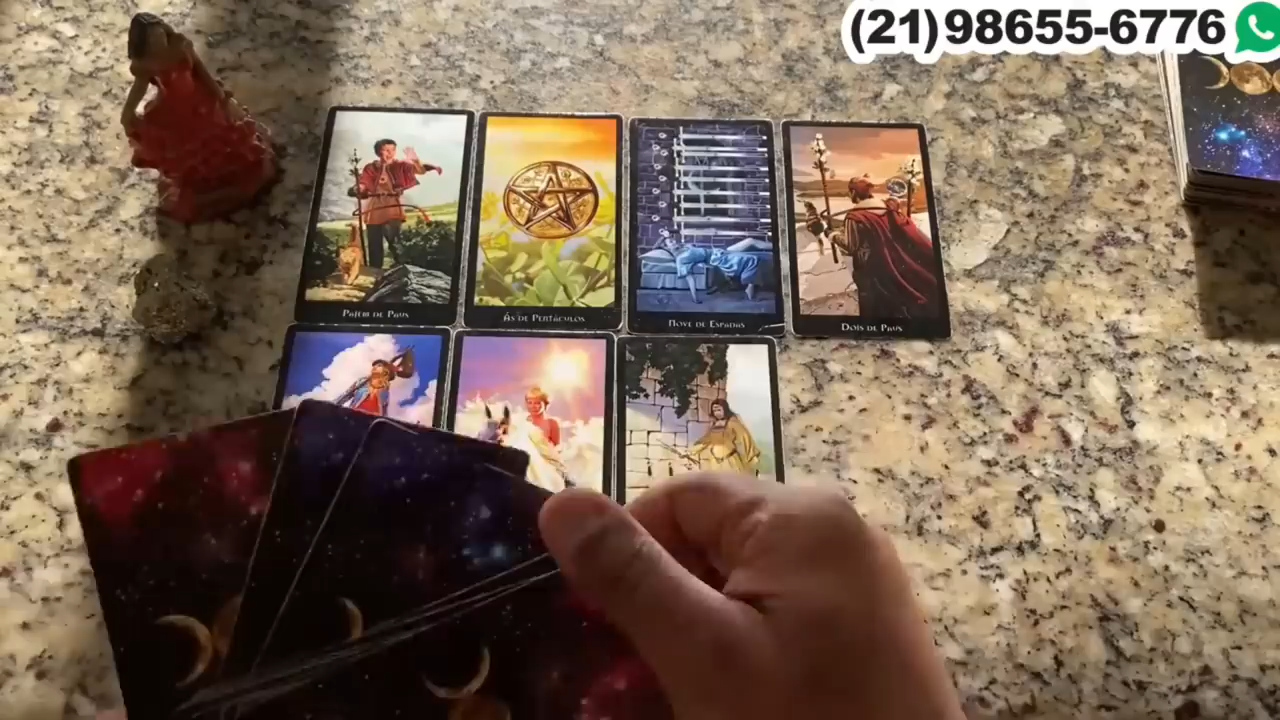 (21)98655-6776
Pajem de Paus
Ás de Pentáculos
Nove de Espadas
Dois de Paus